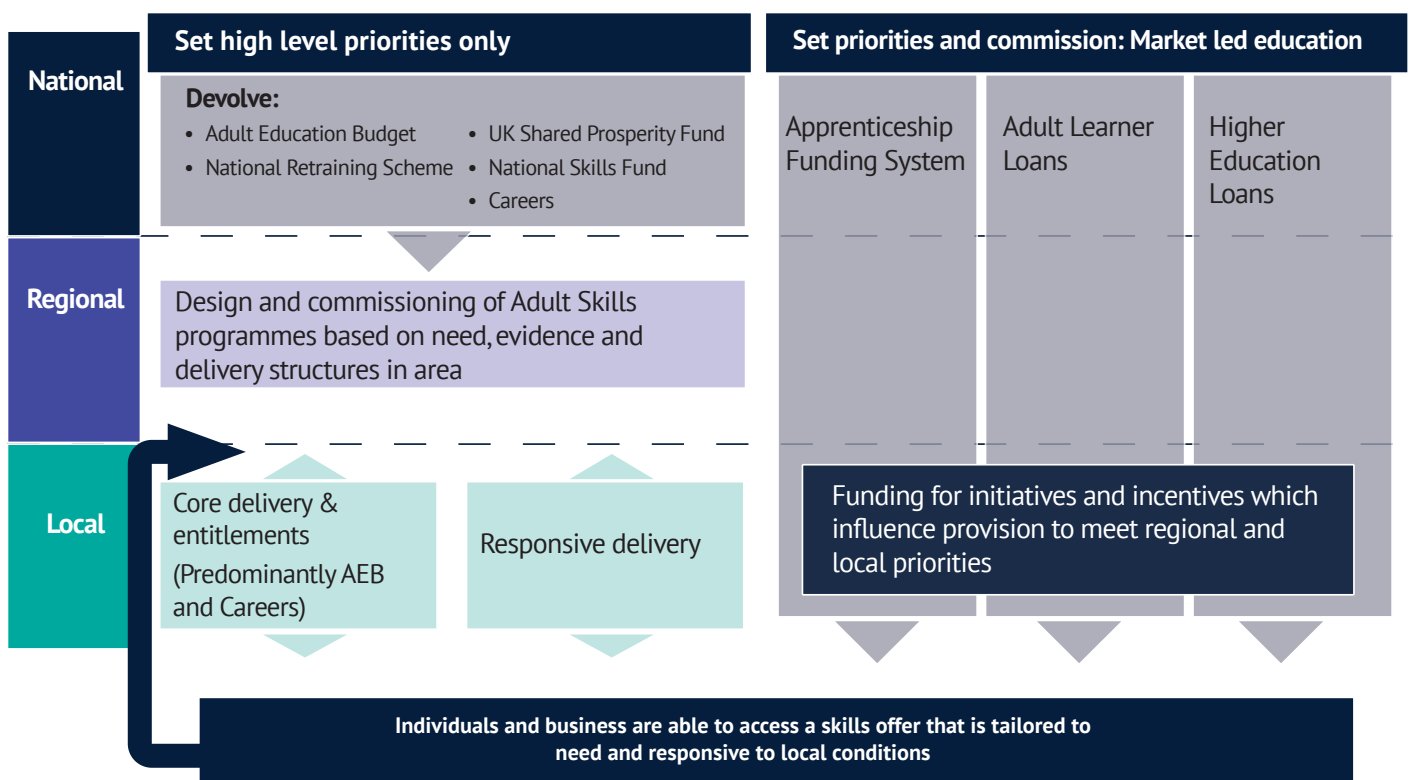 Set high level priorities only
Set priorities and commission: Market led education
National
Devolve:
• Adult Education Budget
• National Retraining Scheme
• UK Shared Prosperity Fund
• National Skills Fund
• Careers
Apprenticeship
Funding System
Adult Learner
Loans
Higher
Education
Loans
Regional
Design and commissioning of Adult Skills
programmes based on need, evidence and
delivery structures in area
Local
Core delivery &
entitlements
(Predominantly AEB
and Careers)
Responsive delivery
Funding for initiatives and incentives which
influence provision to meet regional and
local priorities
Individuals and business are able to access a skills offer that is tailored to
need and responsive to local conditions